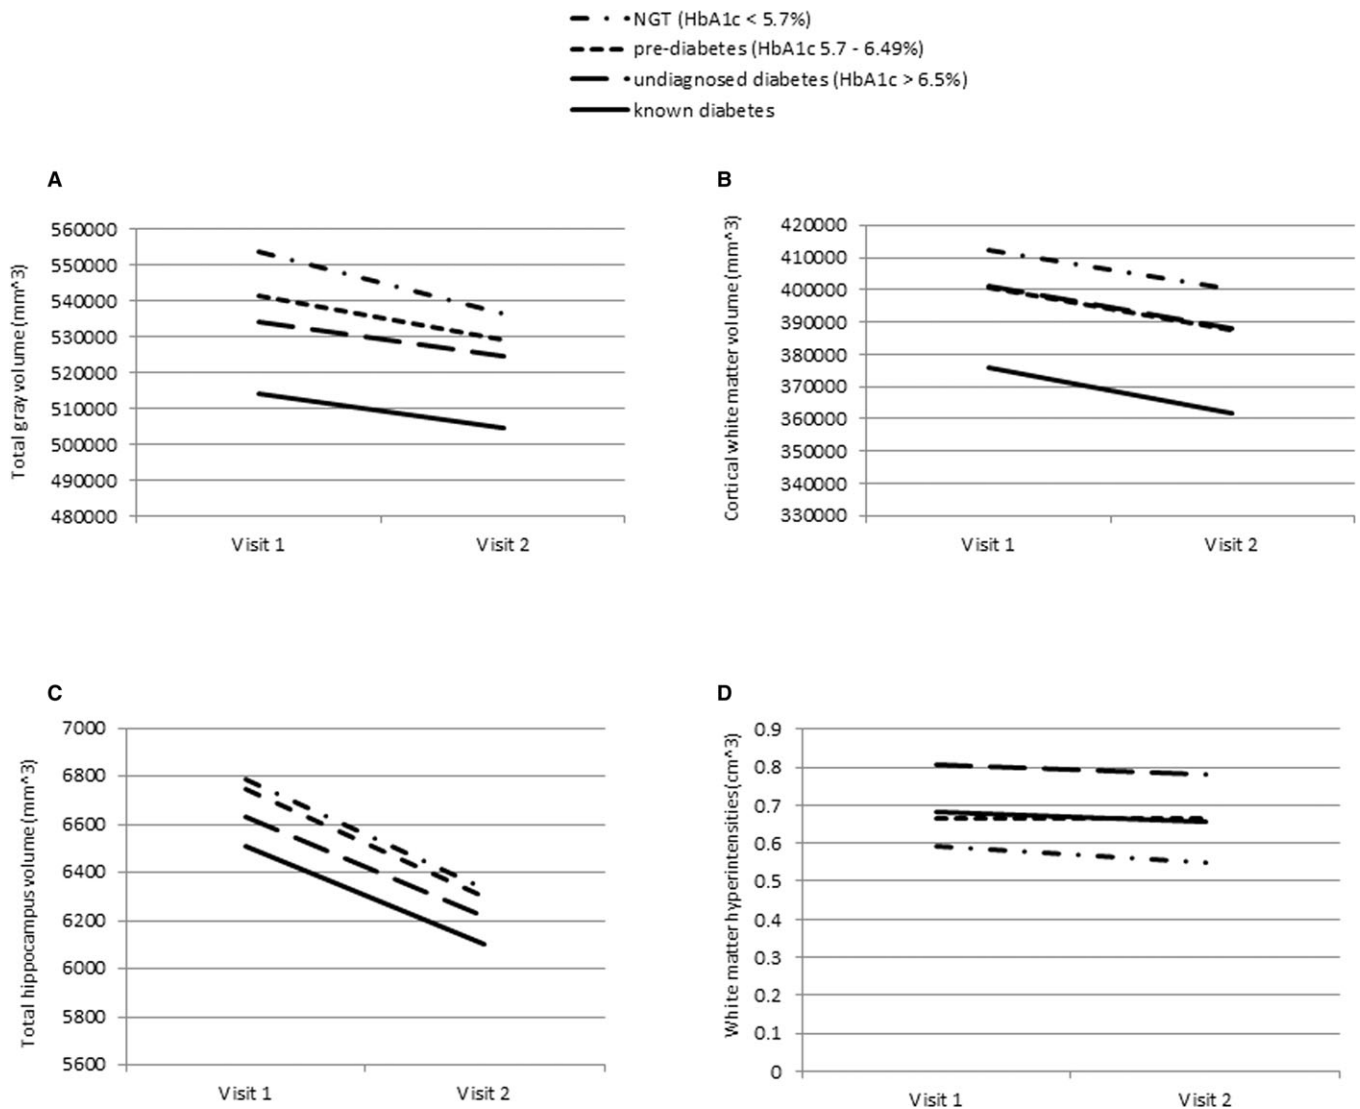 NGT (HbA1c < 5.7%)
pre-diabetes (HbA1c 5.7 - 6.49%)
undiagnosed diabetes (HbA1c > 6.5%)
known diabetes
A
Total gray volume (mm^3)
560000
550000
540000
530000
520000
510000
500000
490000
480000
Visit 1 Visit 2
B
Cortical white matter volume (mm^3)
420000
410000
400000
390000
380000
370000
360000
350000
340000
330000
Visit 1 Visit 2
C
Total hippocampus volume (mm^3)
7000
6800
6600
6400
6200
6000
5800
5600
Visit 1 Visit 2
D
White matter hyperintensities (cm^3)
0.9
0.8
0.7
0.6
0.5
0.4
0.3
0.2
0.1
0
Visit 1 Visit 2